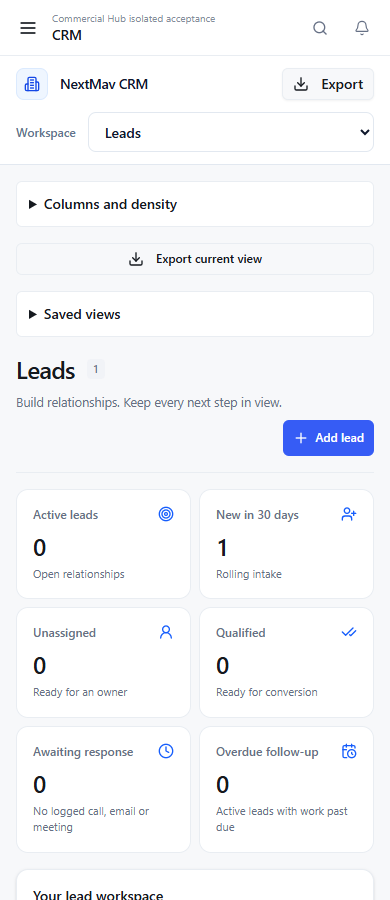 Commercial Hub isolated acceptance
CRM
NextMav CRM
Export
Workspace
Leads
Columns and density
Export current view
Saved views
Leads
1
Build relationships. Keep every next step in view.
Add lead
Active leads
0
Open relationships
New in 30 days
1
Rolling intake
Unassigned
0
Ready for an owner
Qualified
0
Ready for conversion
Awaiting response
0
No logged call, email or
meeting
Overdue follow-up
0
Active leads with work past
due
Your lead workspace